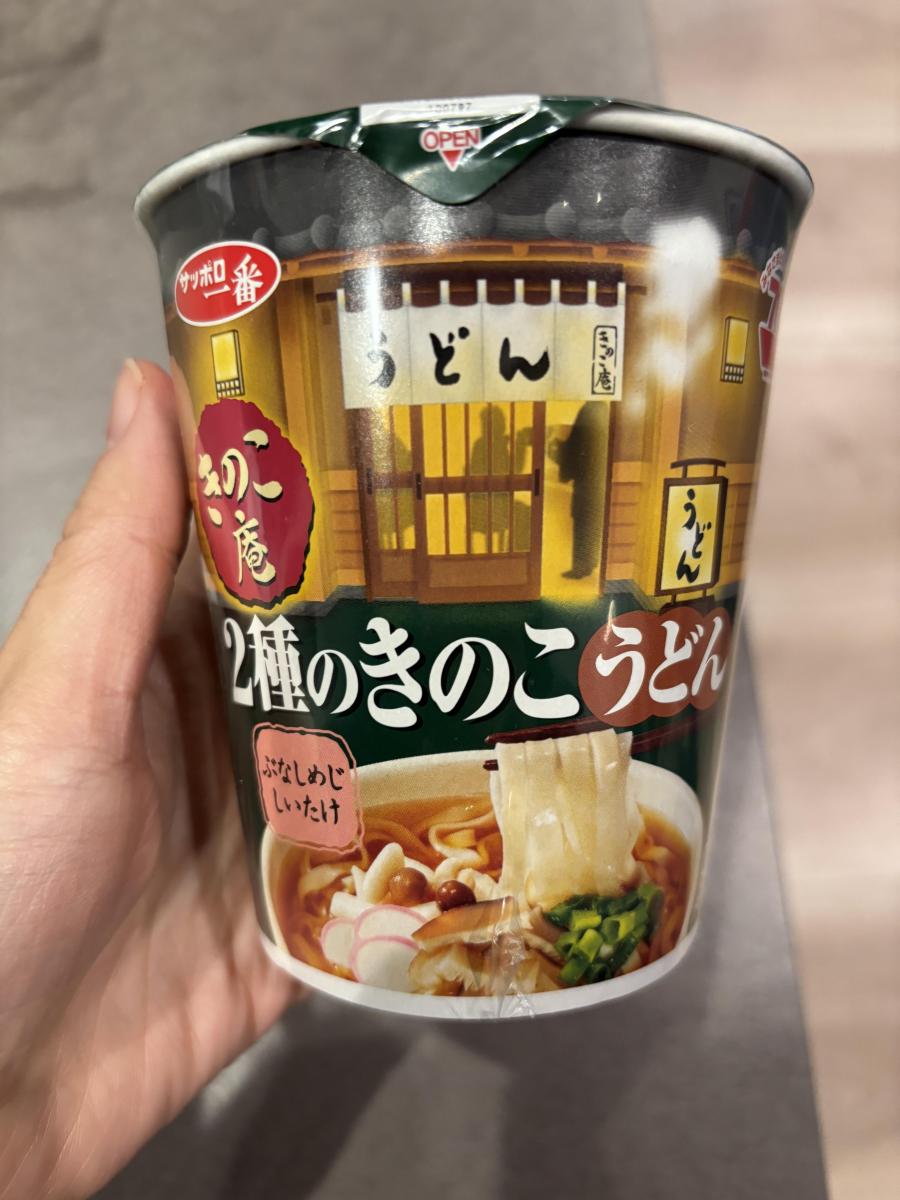 100797
OPEN
サッポロ
一番
うどん
きのこ庵
きのこ
庵
うどん
2種のきのこうどん
ぶなしめじ
しいたけ